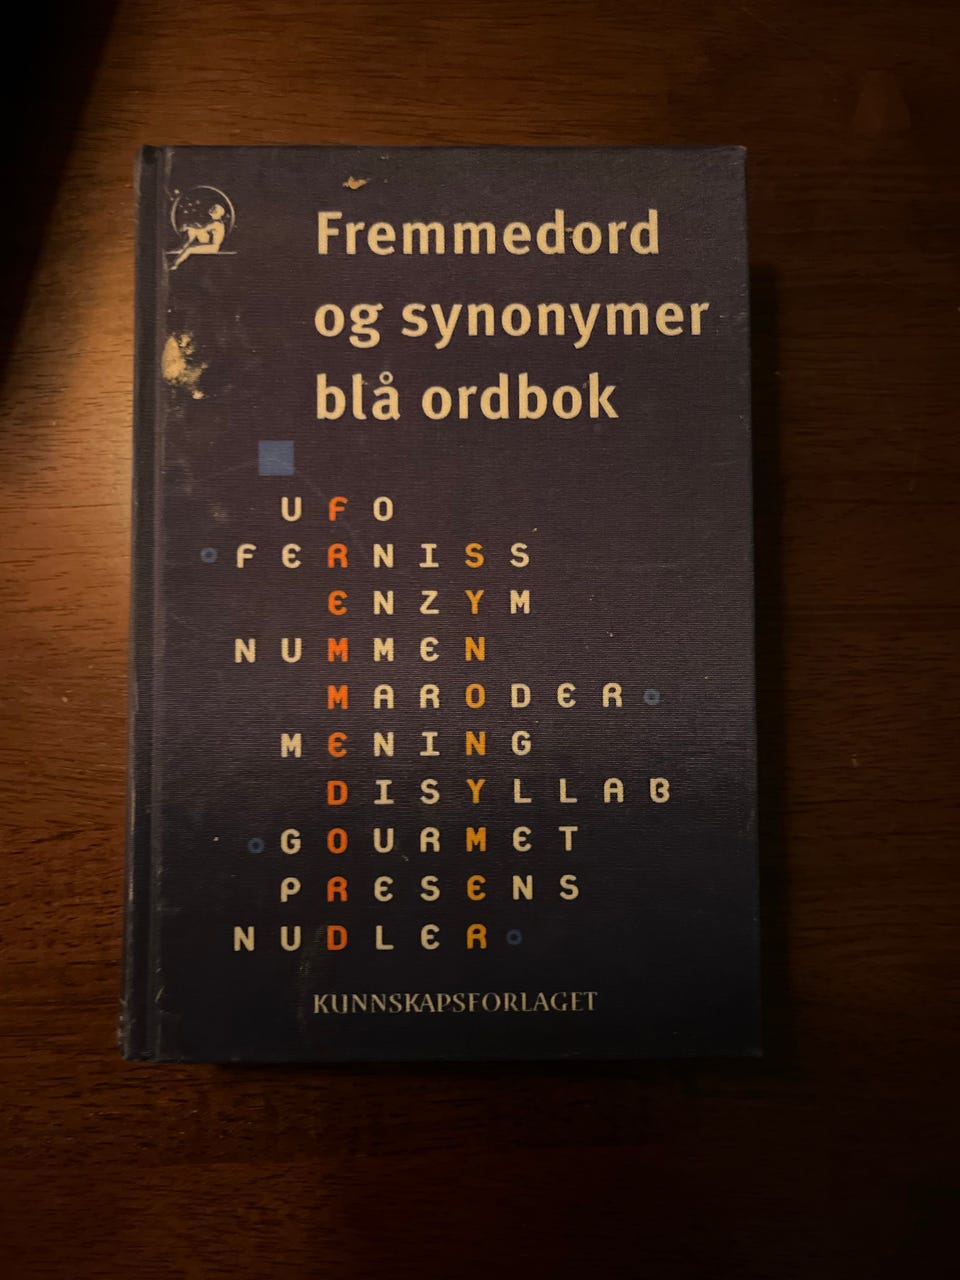 Fremmedord
og synonymer
blå ordbok
UFO
FERNISS
ENZYM
NUMMEN
MARODER
MENING
DISYLLAB
GOURMET
PRESENS
NUDLER
KUNNSKAPSFORLAGET